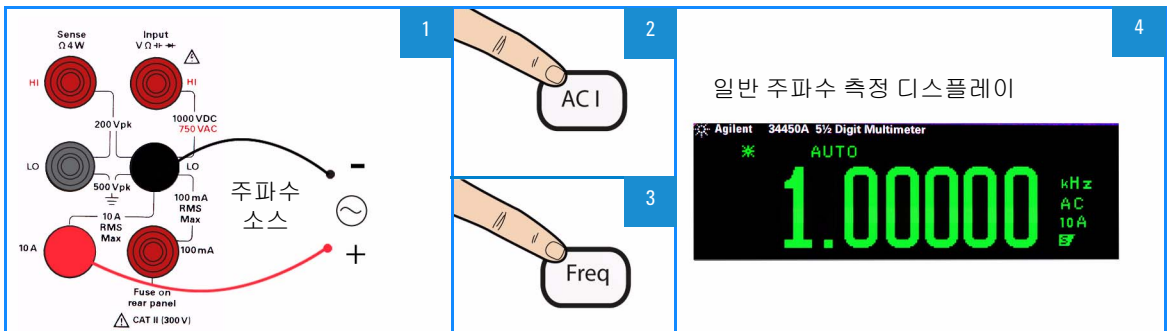 1
Sense
Ω 4 W
Input
V Ω
HI
HI
200 Vpk
1000 VDC
750 VAC
LO
LO
500 Vpk
100 mA
RMS
Max
10 A
RMS
Max
10 A
100 mA
Fuse on
rear panel
CAT II (300 V)
주파수
소스
-
+
2
AC I
3
Freq
4
일반 주파수 측정 디스플레이
Agilent 34450A 5½ Digit Multimeter
AUTO
1.00000
kHz
AC
10A